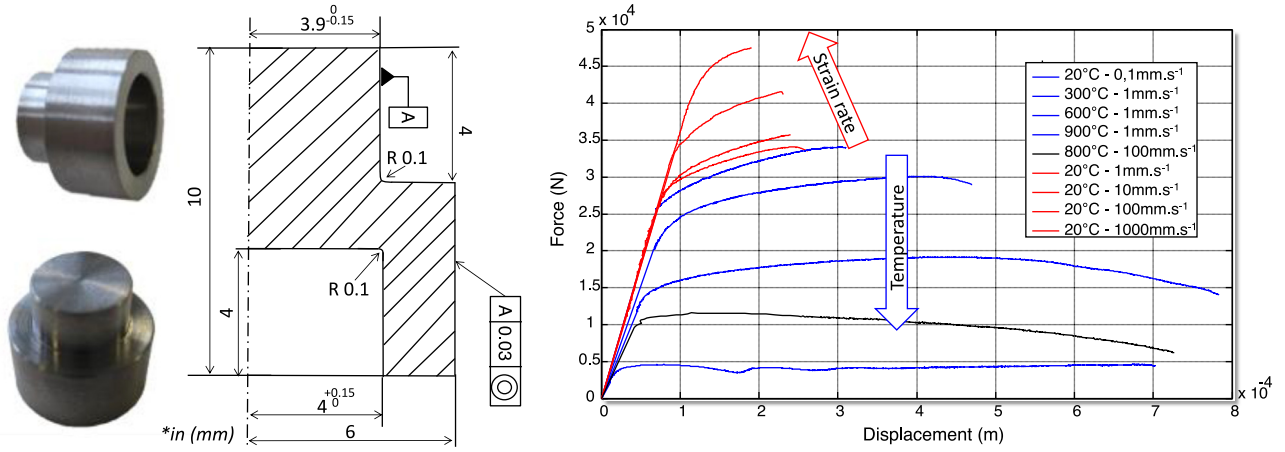 3.9 0 -0.15
A
4
10
R 0.1
R 0.1
4
A 0.03
4 +0.15 0
6
*in (mm)
x 10⁴
5
4.5
4
3.5
3
2.5
2
1.5
1
0.5
0
Force (N)
Strain rate
Temperature
20°C - 0,1mm.s⁻¹
300°C - 1mm.s⁻¹
600°C - 1mm.s⁻¹
900°C - 1mm.s⁻¹
800°C - 100mm.s⁻¹
20°C - 1mm.s⁻¹
20°C - 10mm.s⁻¹
20°C - 100mm.s⁻¹
20°C - 1000mm.s⁻¹
0 1 2 3 4 5 6 7 8
x 10⁻⁴
Displacement (m)